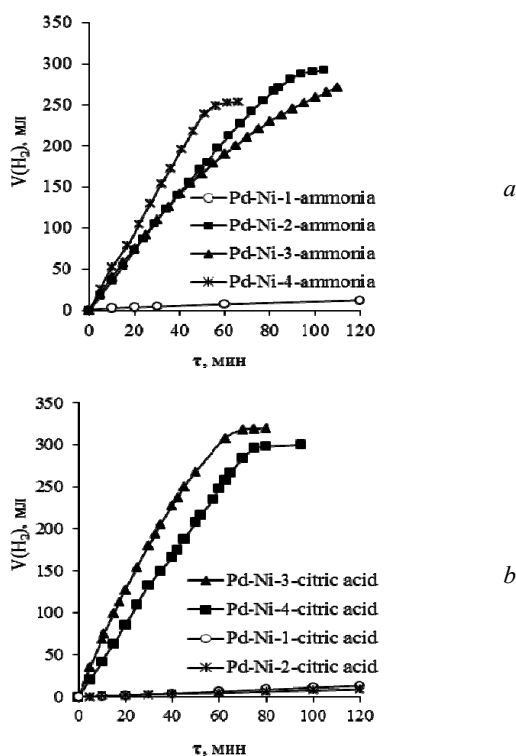 350
300
250
200
150
100
50
0
V(H₂), мл
Pd-Ni-1-ammonia
Pd-Ni-2-ammonia
Pd-Ni-3-ammonia
Pd-Ni-4-ammonia
0 20 40 60 80 100 120
τ, мин
a
350
300
250
200
150
100
50
0
V(H₂), мл
Pd-Ni-3-citric acid
Pd-Ni-4-citric acid
Pd-Ni-1-citric acid
Pd-Ni-2-citric acid
0 20 40 60 80 100 120
τ, мин
b